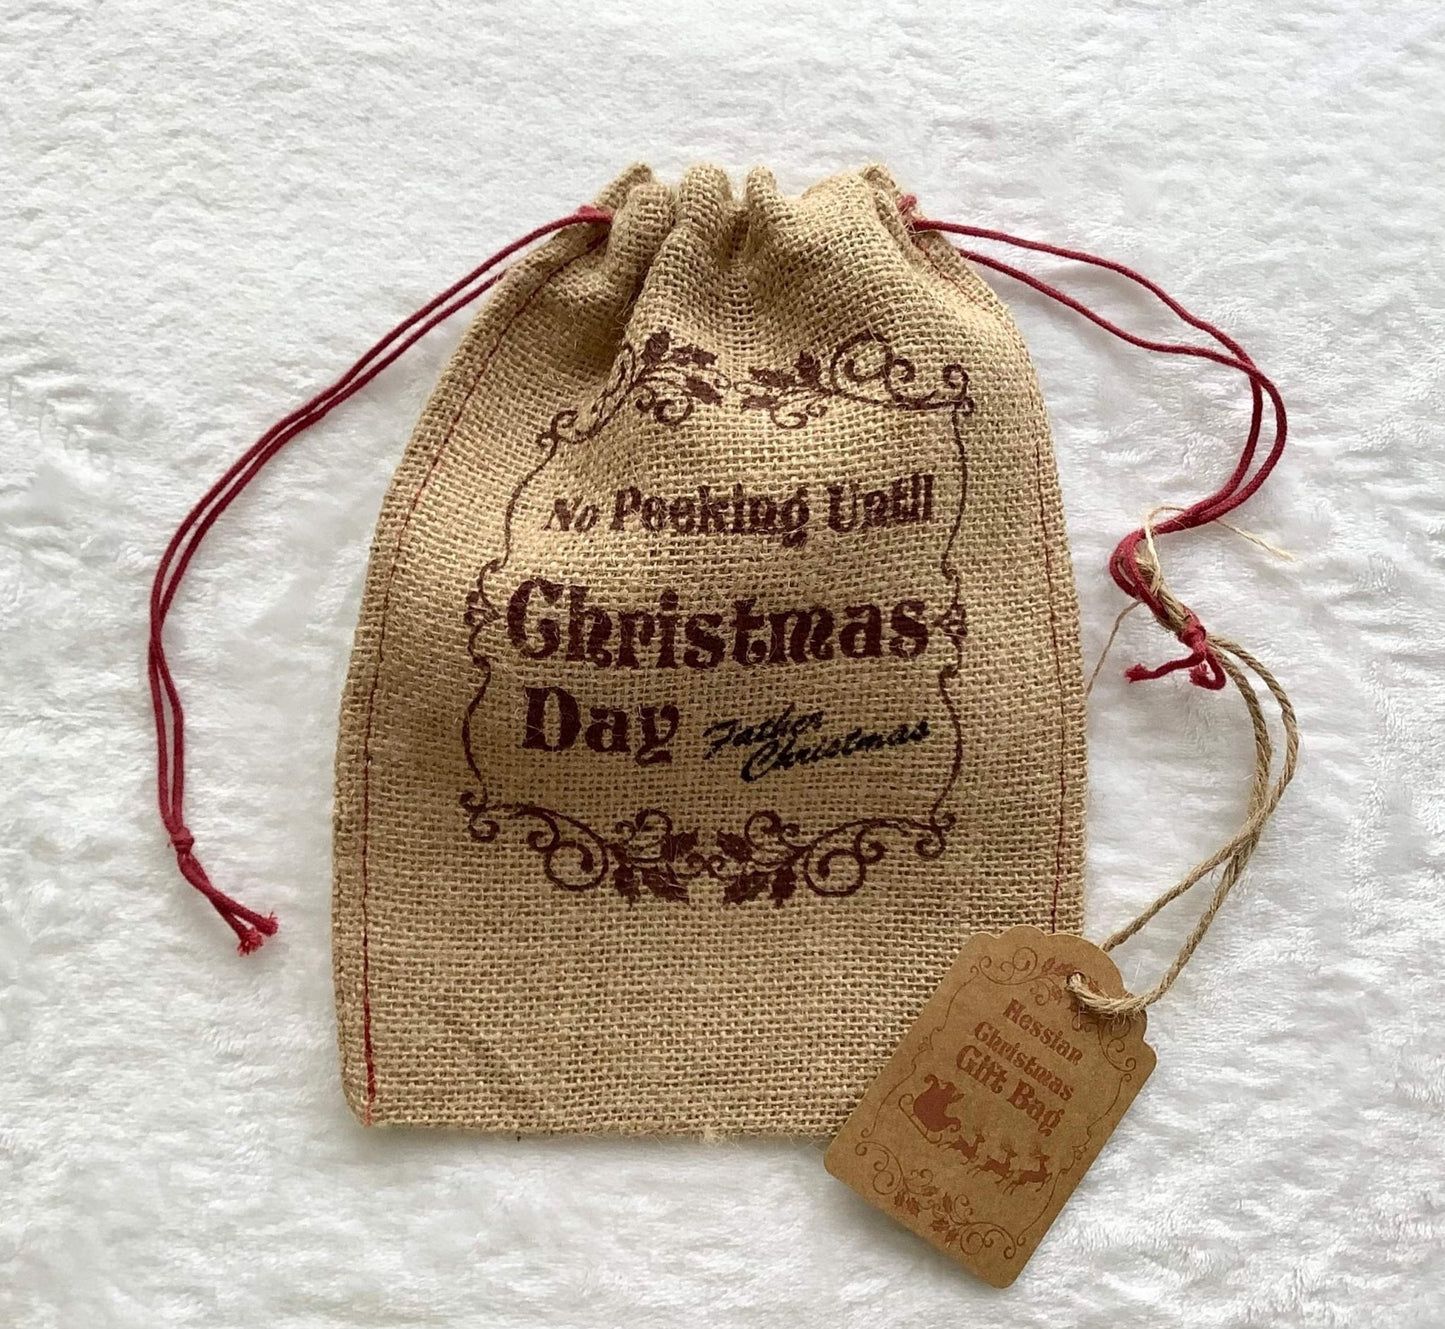 No Peeking Until
Christmas
Day
Father
Christmas
Hessian
Christmas
Gift Bag